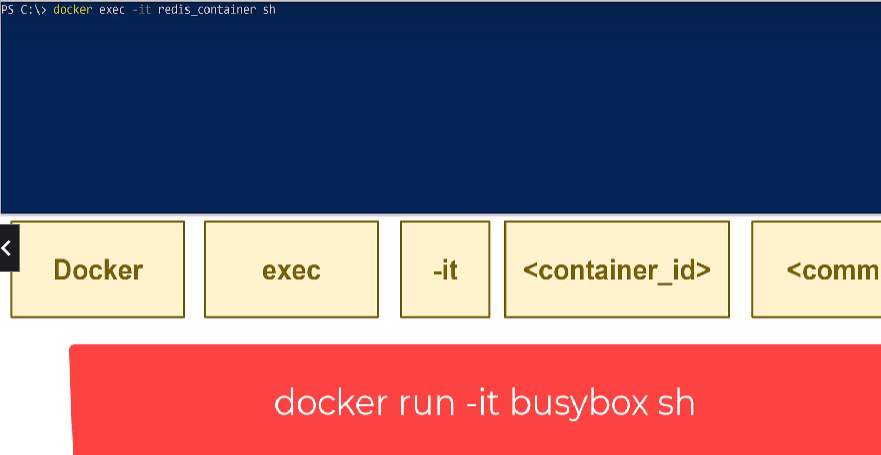 PS C:\> docker exec -it redis_container sh
Docker exec -it <container_id> <comm
docker run -it busybox sh